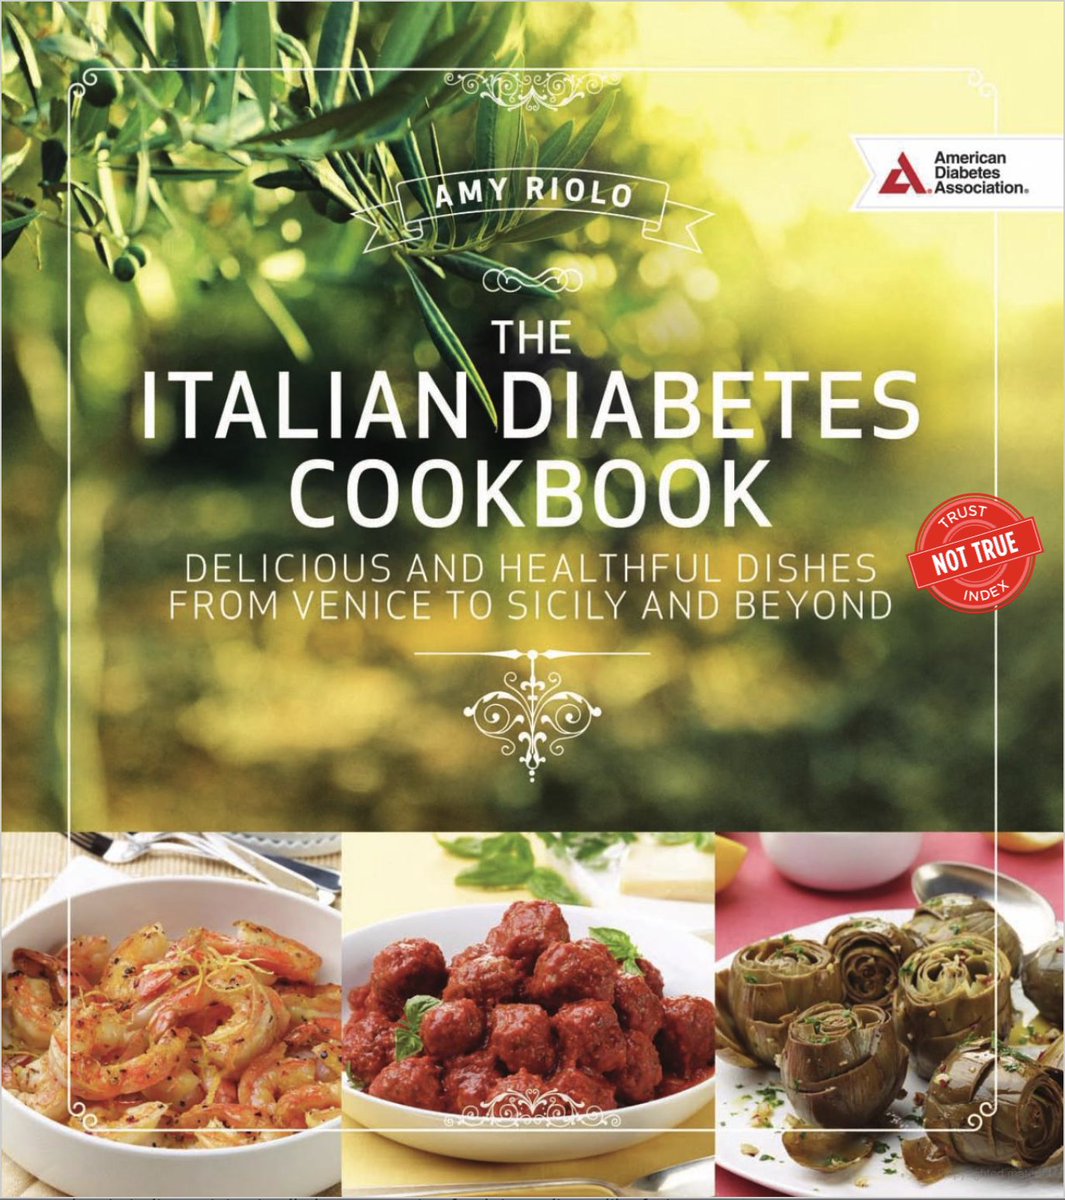 AMY RIOLO
American
Diabetes
Association®
THE
ITALIAN DIABETES
COOKBOOK
DELICIOUS AND HEALTHFUL DISHES
FROM VENICE TO SICILY AND BEYOND
TRUST
NOT TRUE
INDEX